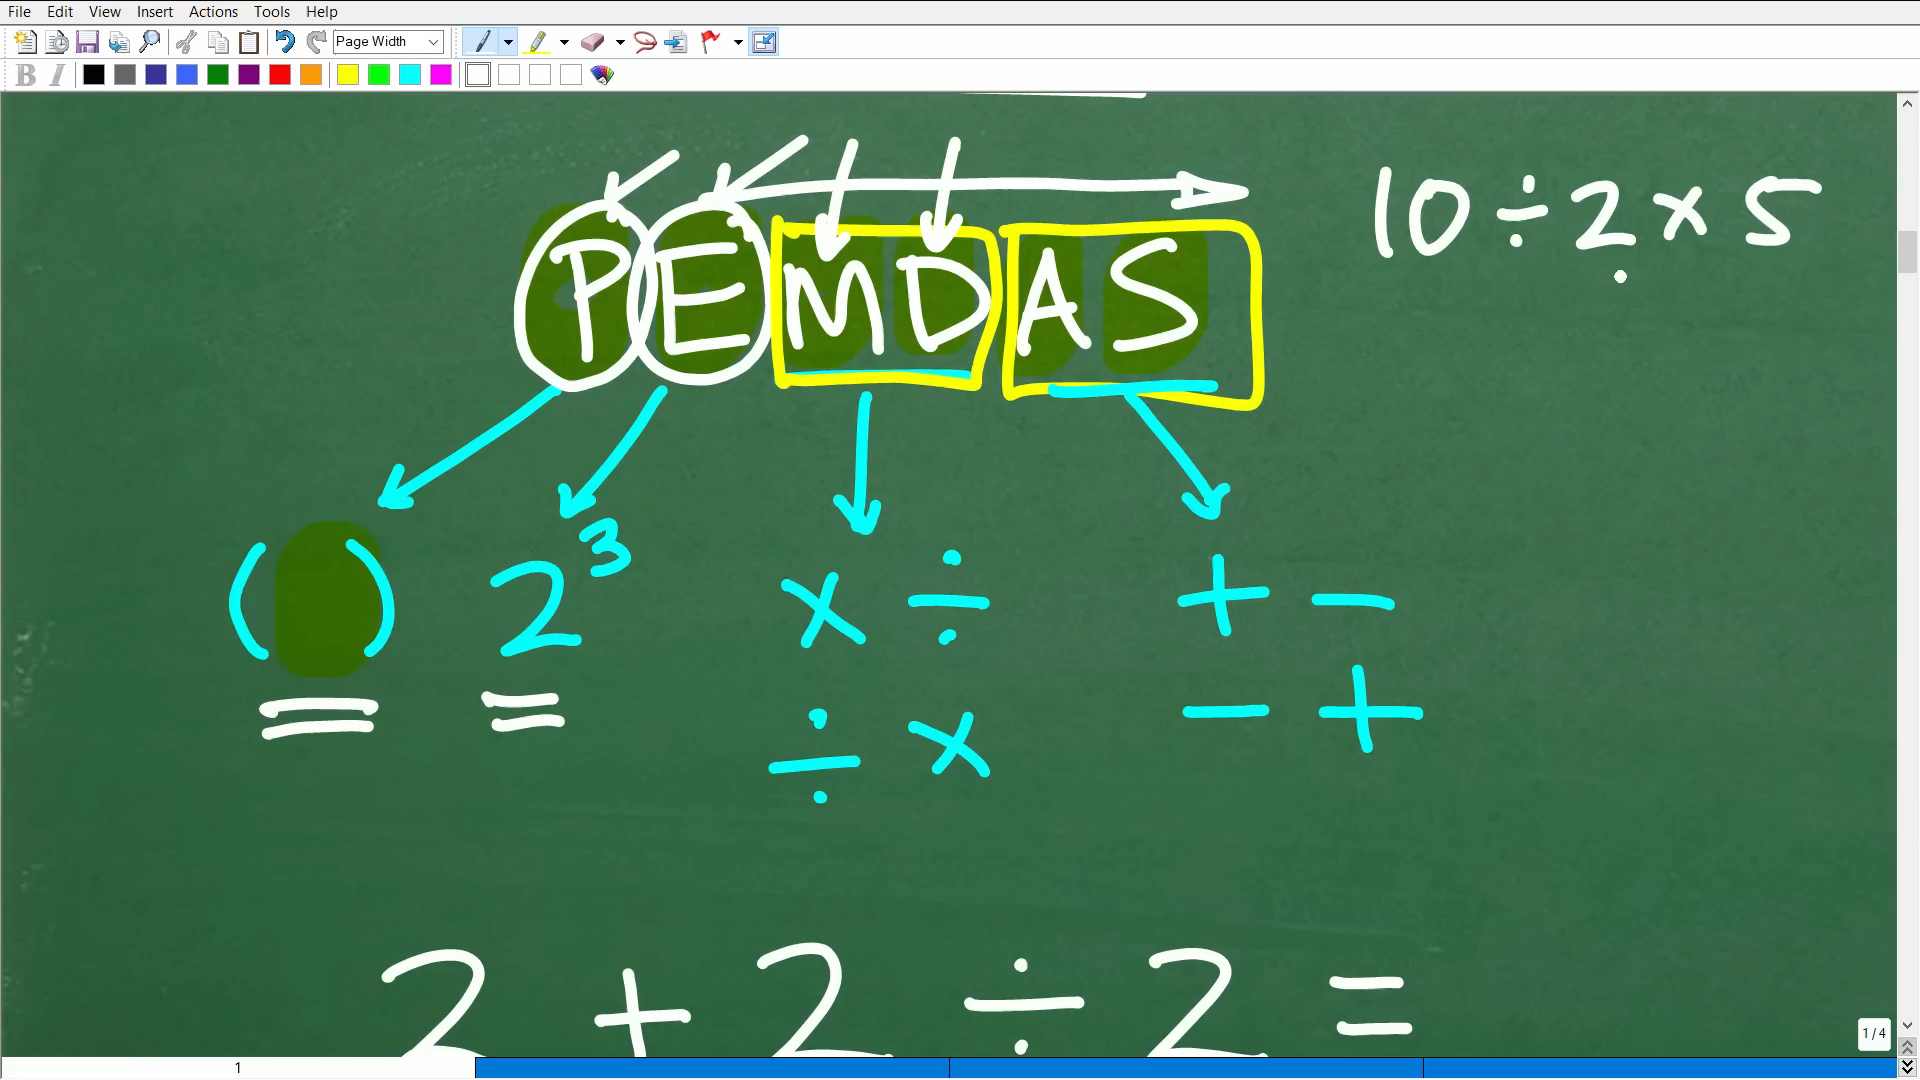 File Edit View Insert Actions Tools Help
Page Width
B I
10 ÷ 2 × 5
PEMDAS
( ) 2³ × ÷ + −
÷ × − +
2 + 2 ÷ 2 =
1 / 4
1